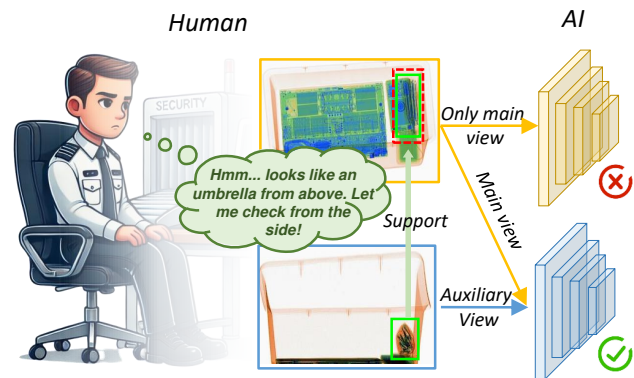 Human
AI
SECURITY
Only main
view
Hmm... looks like an
umbrella from above. Let
me check from the
side!
Main view
Support
Auxiliary
View